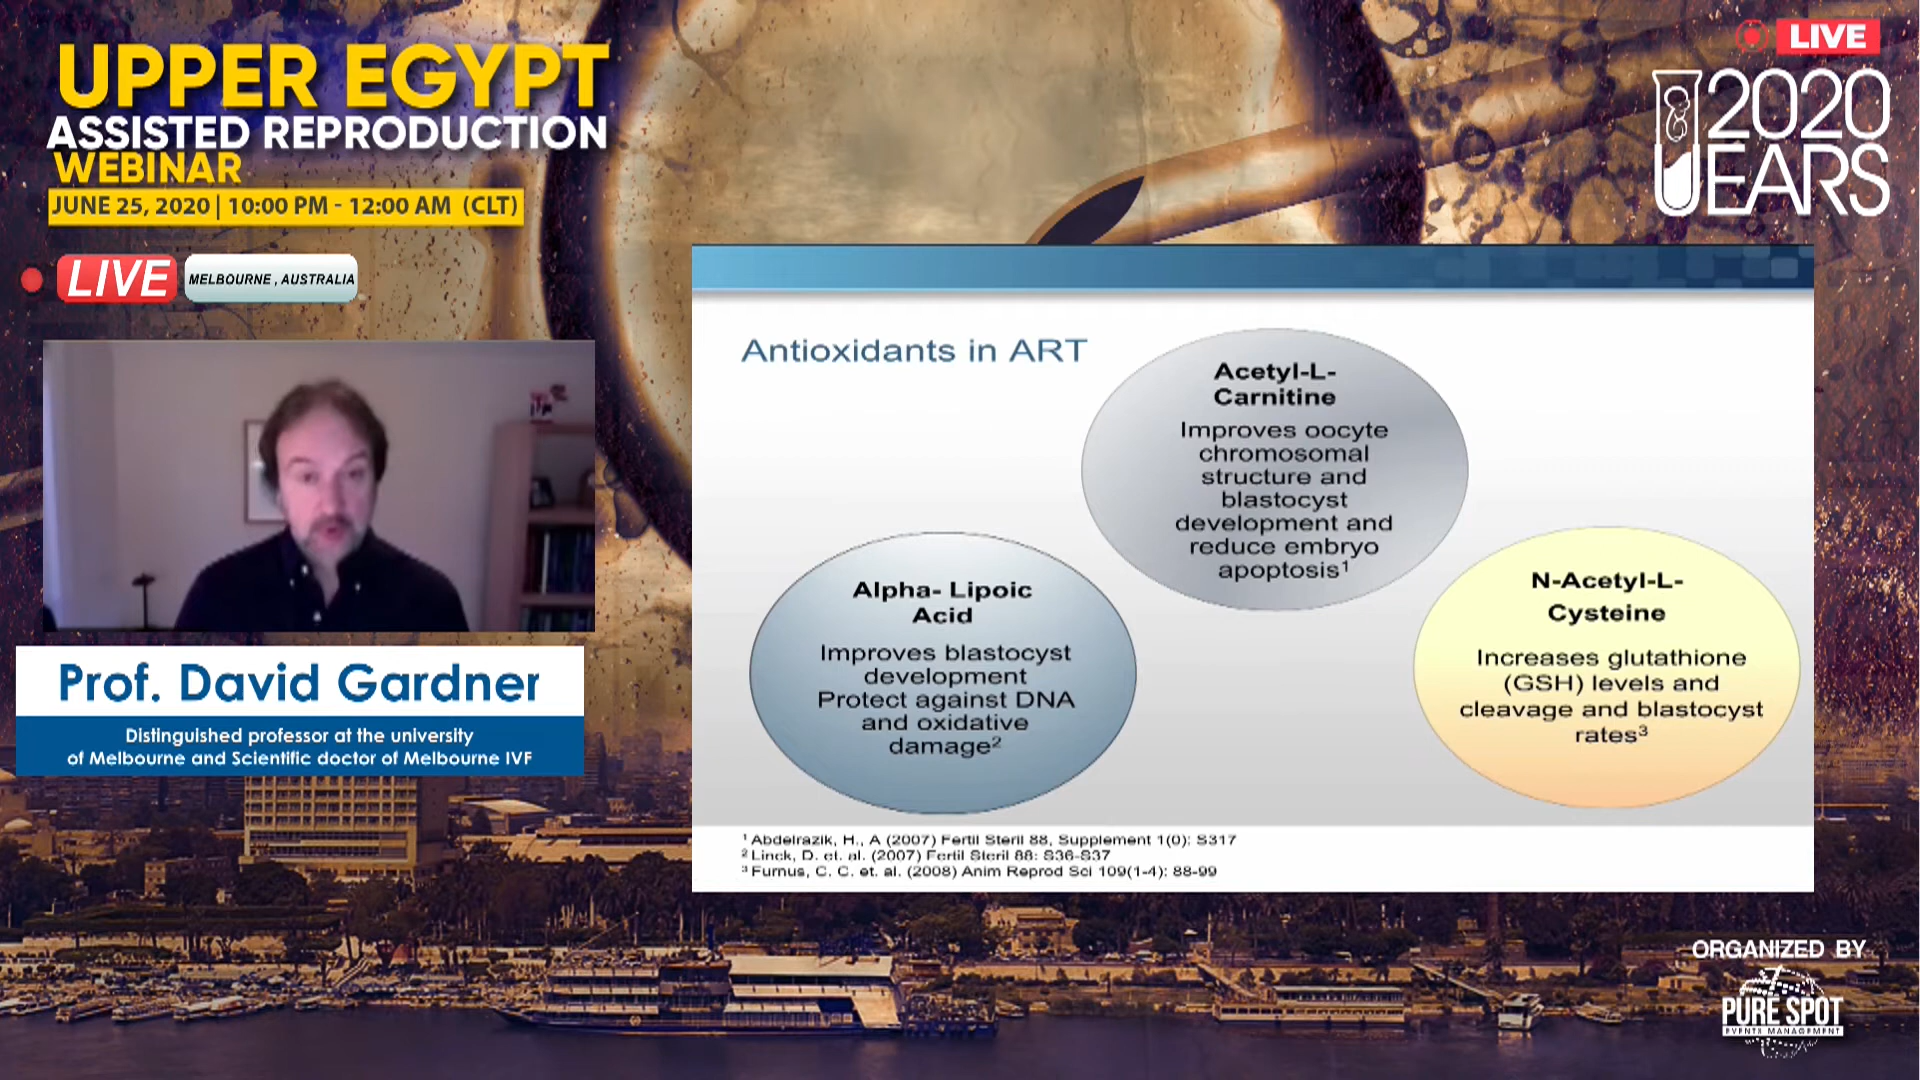 UPPER EGYPT
ASSISTED REPRODUCTION
WEBINAR
JUNE 25, 2020 | 10:00 PM - 12:00 AM (CLT)
LIVE
MELBOURNE , AUSTRALIA
Prof. David Gardner
Distinguished professor at the university
of Melbourne and Scientific doctor of Melbourne IVF
LIVE
2020
UEARS
Antioxidants in ART
Acetyl-L-
Carnitine
Improves oocyte
chromosomal
structure and
blastocyst
development and
reduce embryo
apoptosis¹
Alpha- Lipoic
Acid
Improves blastocyst
development
Protect against DNA
and oxidative
damage²
N-Acetyl-L-
Cysteine
Increases glutathione
(GSH) levels and
cleavage and blastocyst
rates³
¹ Abdelrazik, H., A (2007) Fertil Steril 88, Supplement 1(0): S317
² Linck, D. et. al. (2007) Fertil Steril 88: S36-S37
³ Furnus, C. C. et. al. (2008) Anim Reprod Sci 109(1-4): 88-99
ORGANIZED BY
PURE SPOT
EVENTS MANAGEMENT